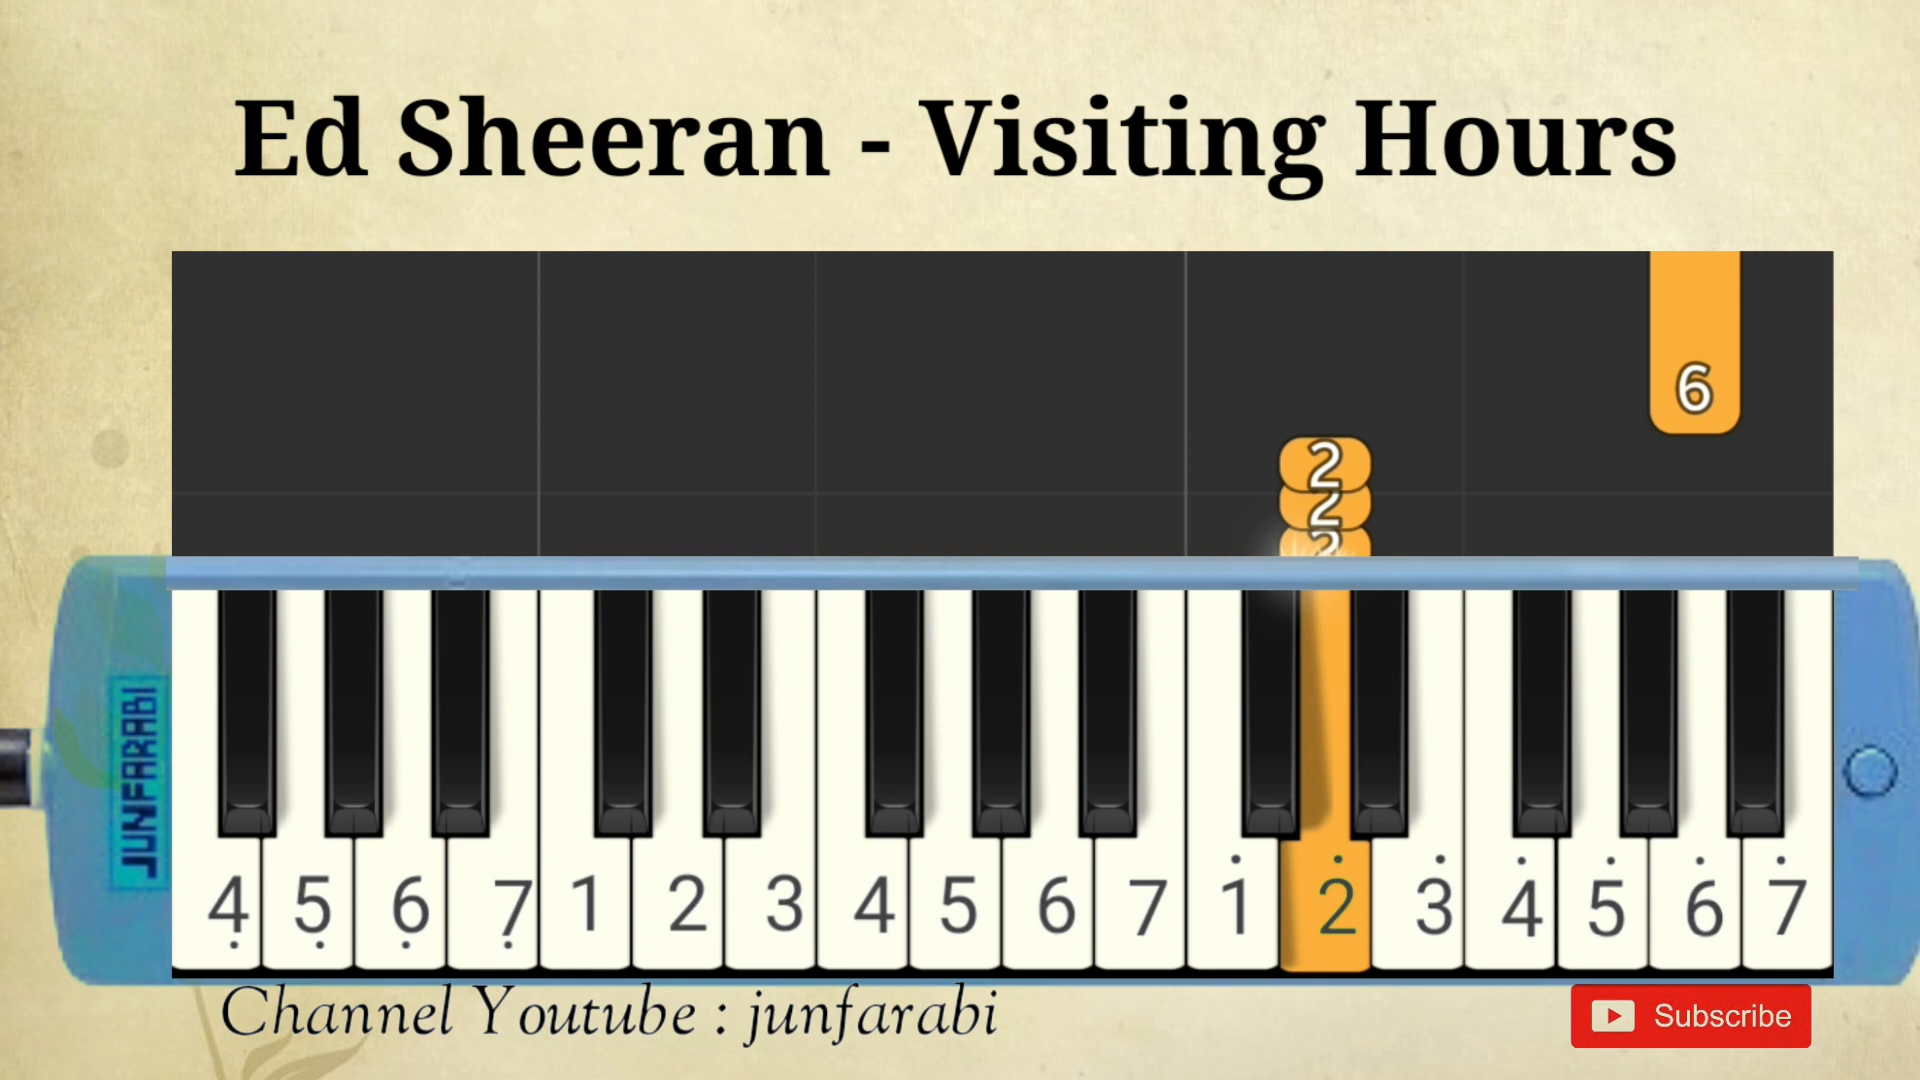 Ed Sheeran - Visiting Hours
6
2
2
2
JUNFARABI
4 5 6 7 1 2 3 4 5 6 7 1 2 3 4 5 6 7
Channel Youtube : junfarabi
Subscribe